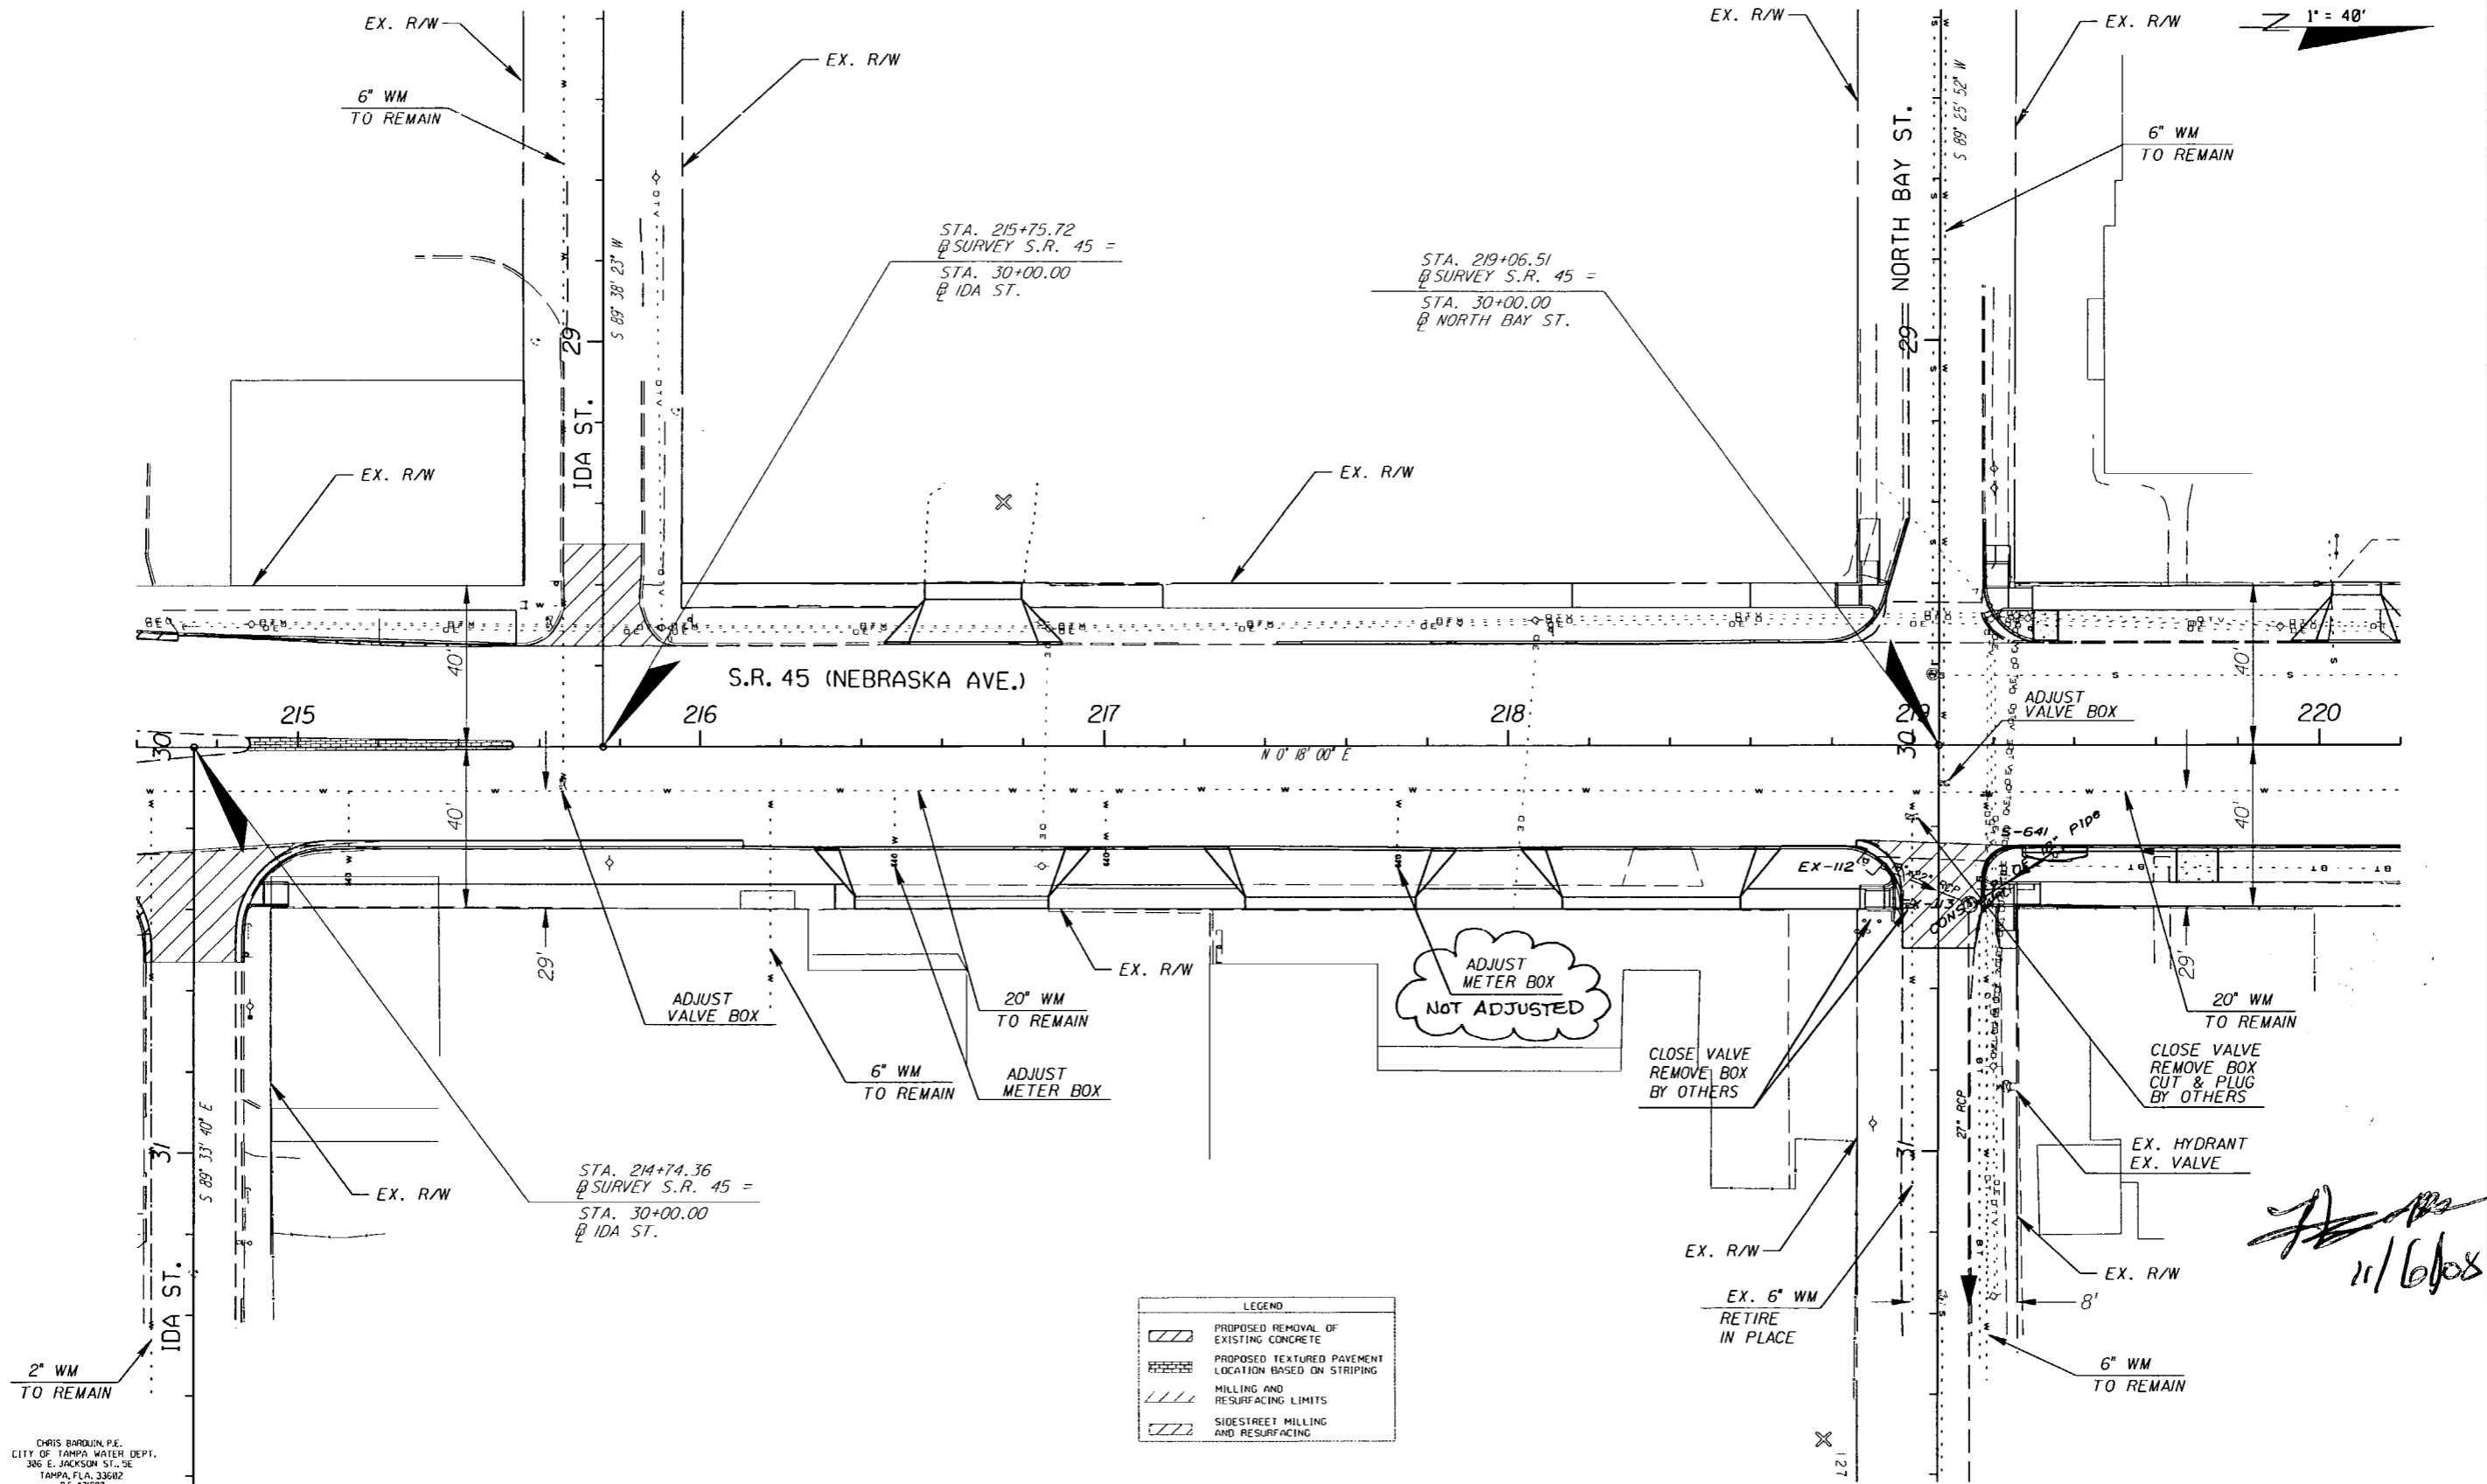 EX. R/W
EX. R/W
6" WM
TO REMAIN
EX. R/W
EX. R/W
1" = 40'
6" WM
TO REMAIN
NORTH BAY ST.
S 89° 25' 52" W
S 89° 38' 23" W
STA. 215+75.72
SURVEY S.R. 45 =
STA. 30+00.00
IDA ST.
STA. 219+06.51
SURVEY S.R. 45 =
STA. 30+00.00
NORTH BAY ST.
29
IDA ST.
29
EX. R/W
EX. R/W
40'
S.R. 45 (NEBRASKA AVE.)
40'
ADJUST
VALVE BOX
215
216
217
218
219
220
30
30
N 0° 18' 00" E
40'
40'
S-641
PIPE
EX-112
29'
EX. R/W
ADJUST
METER BOX
NOT ADJUSTED
29'
ADJUST
VALVE BOX
20" WM
TO REMAIN
20" WM
TO REMAIN
6" WM
TO REMAIN
ADJUST
METER BOX
CLOSE VALVE
REMOVE BOX
BY OTHERS
CLOSE VALVE
REMOVE BOX
CUT & PLUG
BY OTHERS
27" RCP
31
S 89° 33' 40" E
31
EX. HYDRANT
EX. VALVE
STA. 214+74.36
SURVEY S.R. 45 =
STA. 30+00.00
IDA ST.
EX. R/W
EX. R/W
EX. R/W
11/6/08
IDA ST.
EX. 6" WM
RETIRE
IN PLACE
8'
2" WM
TO REMAIN
6" WM
TO REMAIN
LEGEND
PROPOSED REMOVAL OF
EXISTING CONCRETE
PROPOSED TEXTURED PAVEMENT
LOCATION BASED ON STRIPING
MILLING AND
RESURFACING LIMITS
SIDESTREET MILLING
AND RESURFACING
127
CHRIS BARDUIN, P.E.
CITY OF TAMPA WATER DEPT.
306 E. JACKSON ST., 5E
TAMPA, FLA. 33602